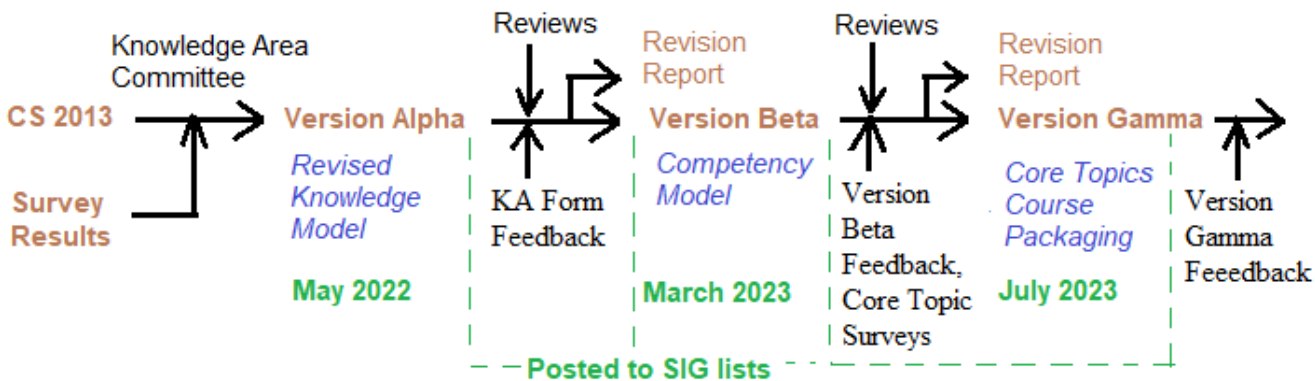 Knowledge Area
Committee
CS 2013
Survey
Results
Version Alpha
Revised
Knowledge
Model
May 2022
Reviews
KA Form
Feedback
Revision
Report
Version Beta
Competency
Model
March 2023
Reviews
Version
Beta
Feedback,
Core Topic
Surveys
Revision
Report
Version Gamma
Core Topics
Course
Packaging
July 2023
Version
Gamma
Feeedback
Posted to SIG lists